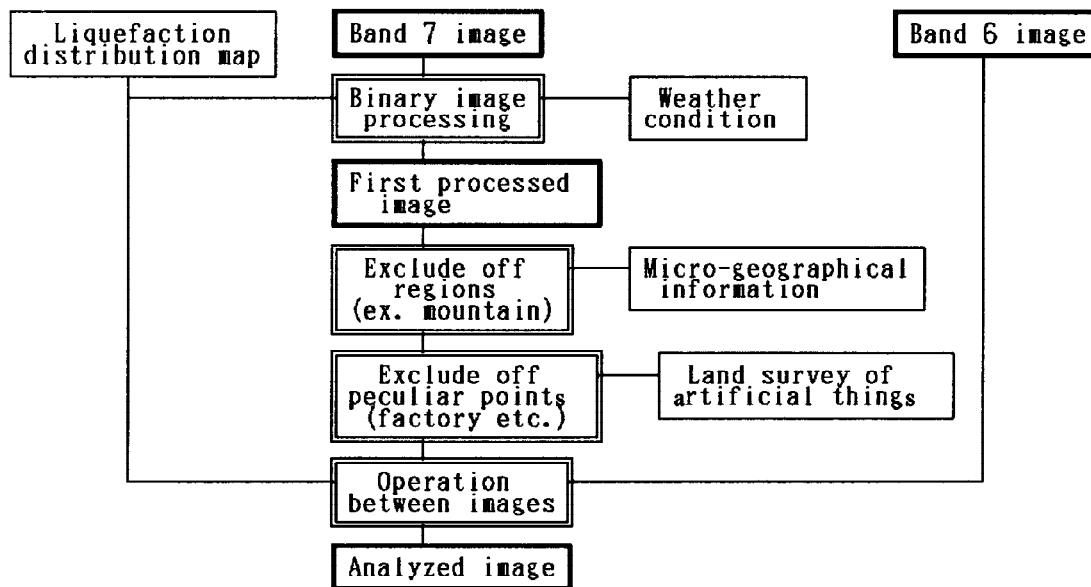 Liquefaction
distribution map
Band 7 image
Band 6 image
Binary image
processing
Weather
condition
First processed
image
Exclude off
regions
(ex. mountain)
Micro-geographical
information
Exclude off
peculiar points
(factory etc.)
Land survey of
artificial things
Operation
between images
Analyzed image